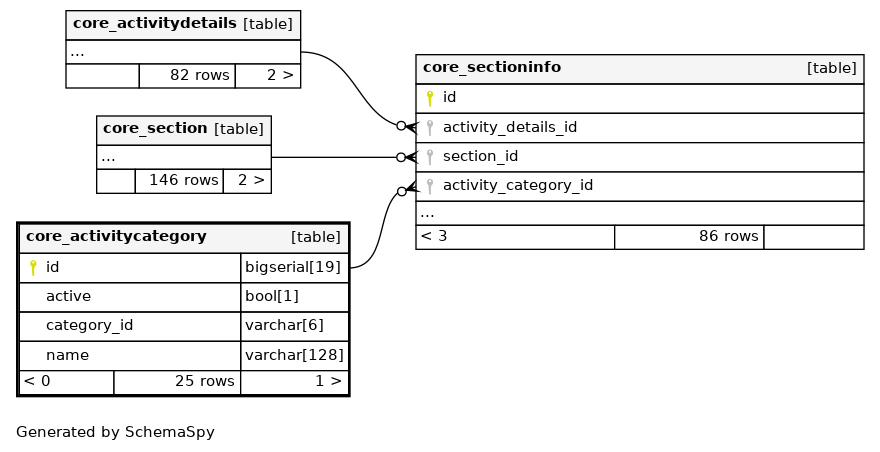 core_activitydetails [table]
...
82 rows 2 >
core_section [table]
...
146 rows 2 >
core_activitycategory [table]
id bigserial[19]
active bool[1]
category_id varchar[6]
name varchar[128]
< 0 25 rows 1 >
core_sectioninfo [table]
id
activity_details_id
section_id
activity_category_id
...
< 3 86 rows
Generated by SchemaSpy